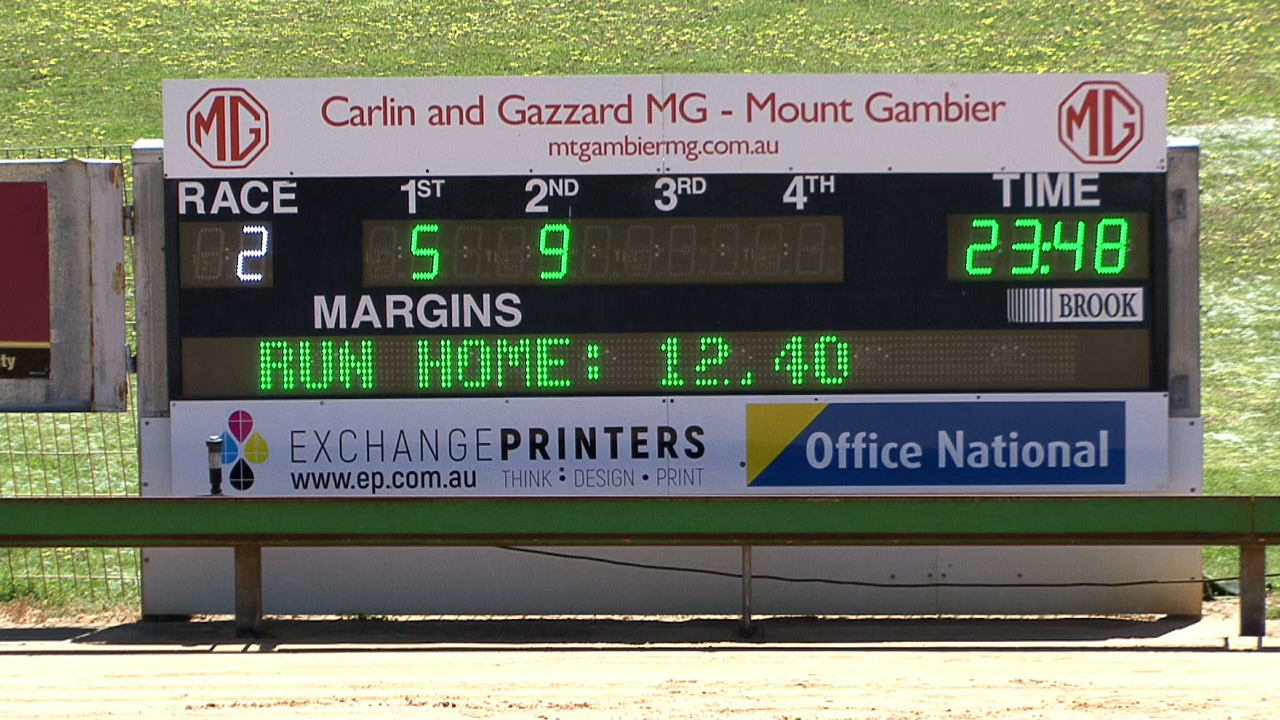 MG Carlin and Gazzard MG - Mount Gambier MG
mtgambiermg.com.au
RACE 1ST 2ND 3RD 4TH TIME
2 5 9 23:48
MARGINS BROOK
RUN HOME: 12.40
EXCHANGEPRINTERS Office National
www.ep.com.au THINK : DESIGN • PRINT